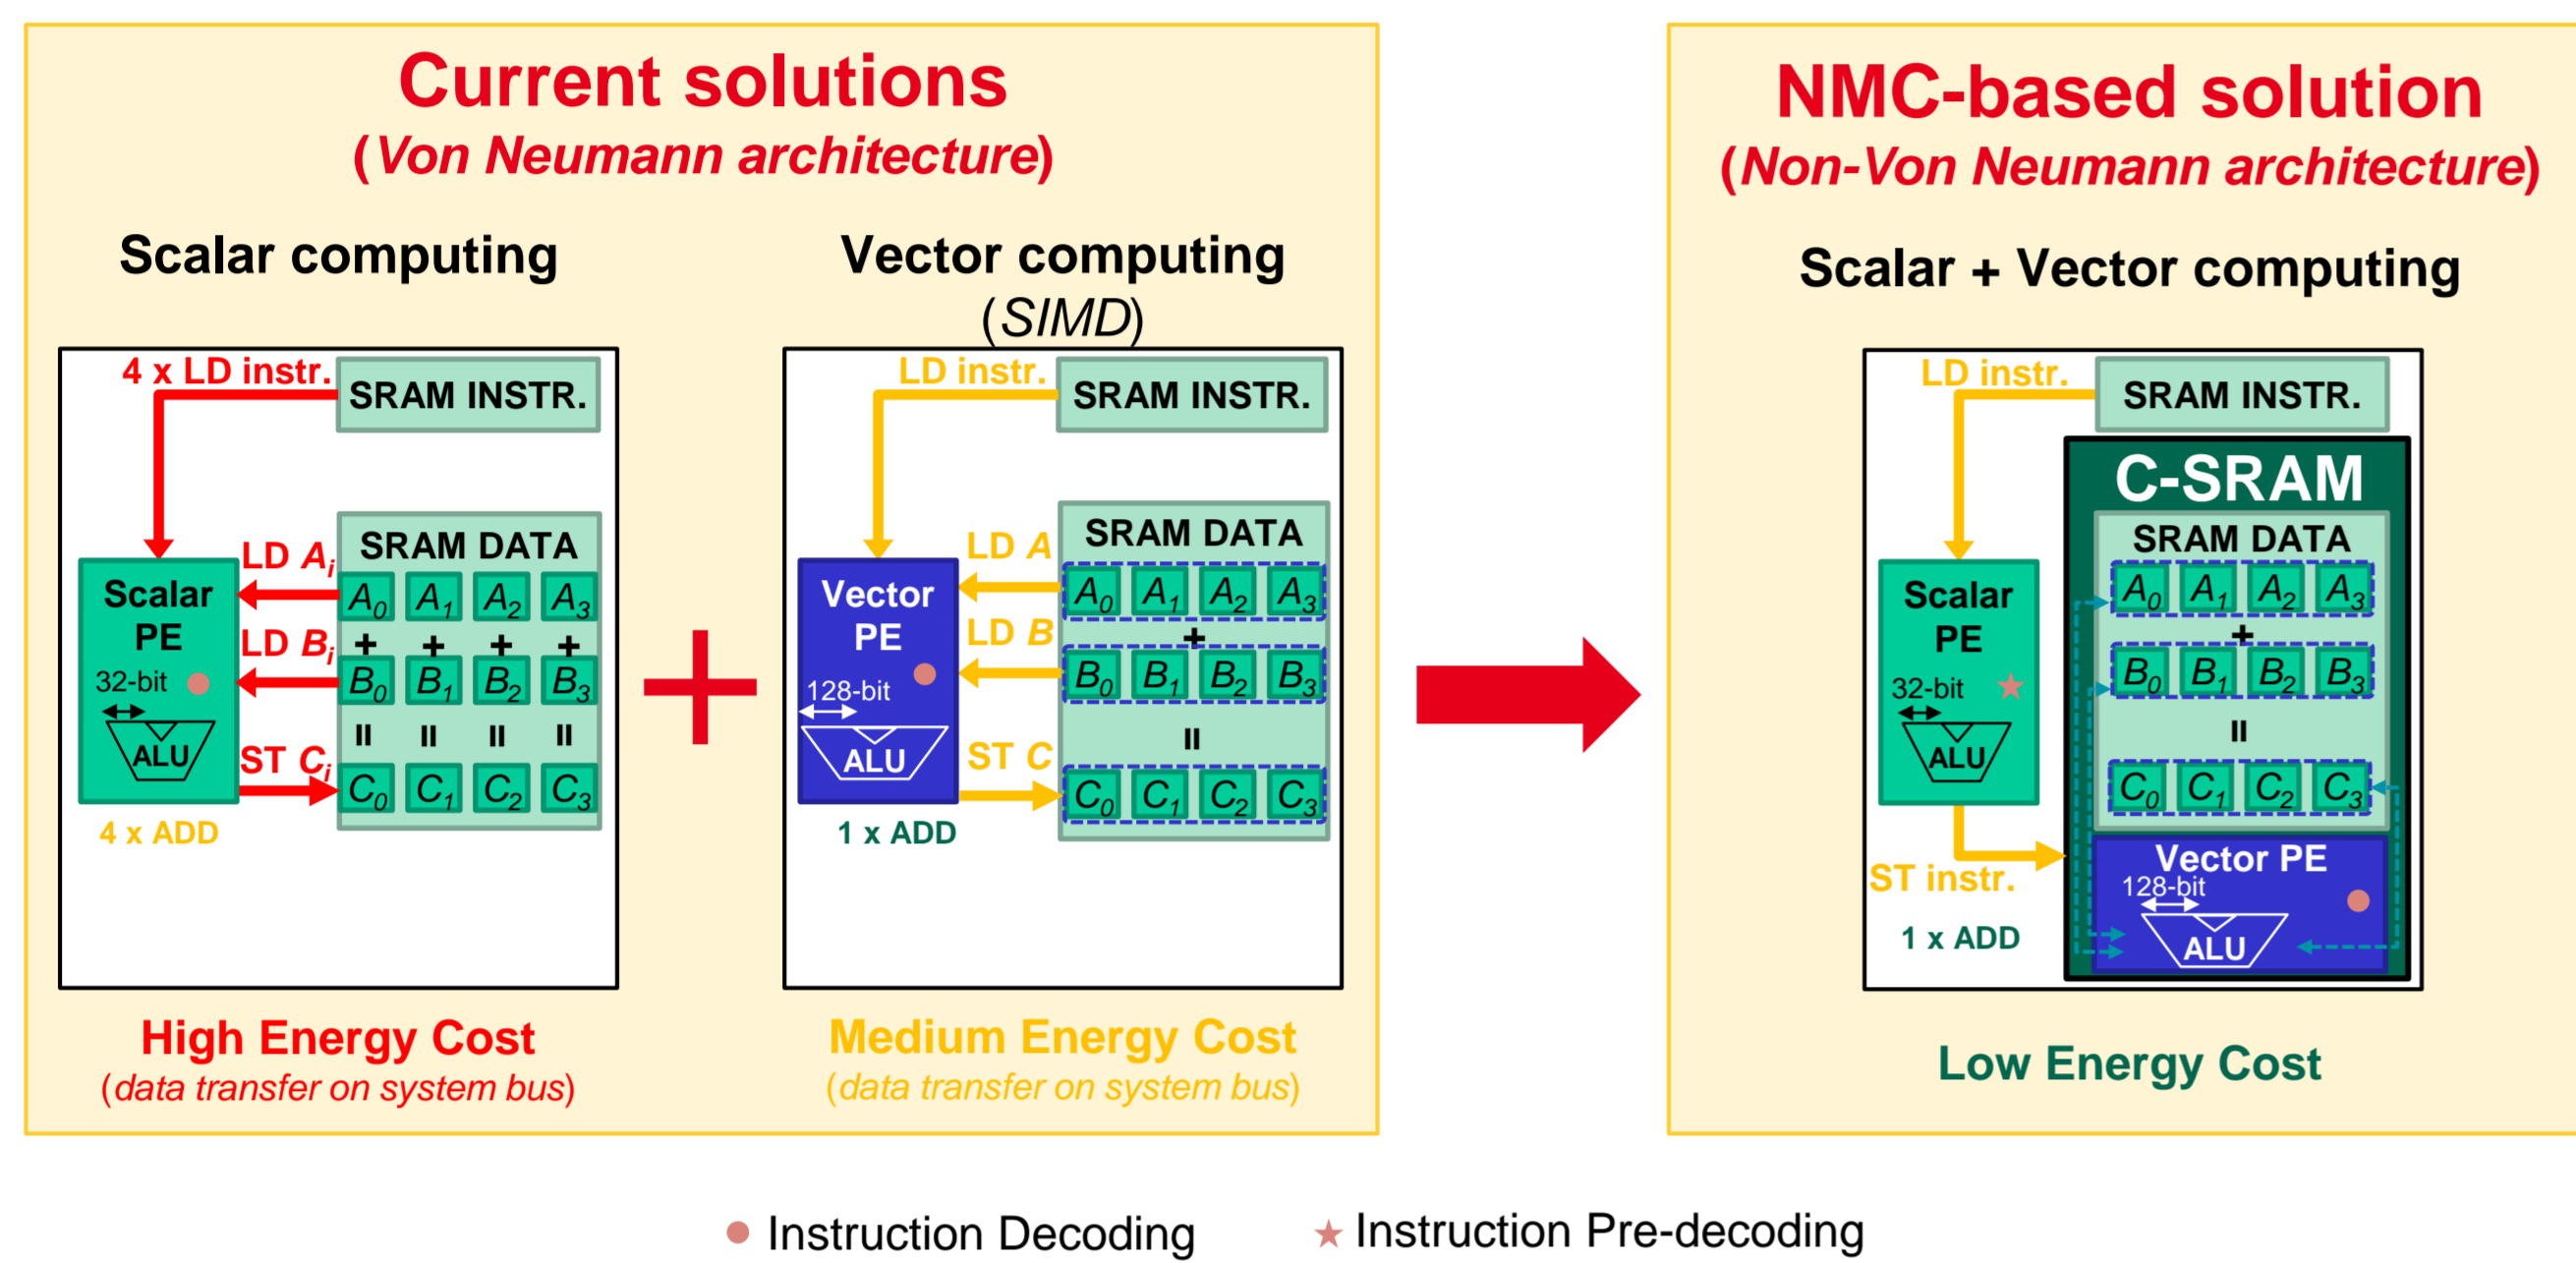 Current solutions
(Von Neumann architecture)
Scalar computing
4 x LD instr.
SRAM INSTR.
SRAM DATA
LD Ai
LD Bi
ST Ci
Scalar
PE
32-bit
ALU
A0 A1 A2 A3
+ + + +
B0 B1 B2 B3
= = = =
C0 C1 C2 C3
4 x ADD
High Energy Cost
(data transfer on system bus)
+
Vector computing
(SIMD)
LD instr.
SRAM INSTR.
SRAM DATA
LD A
LD B
ST C
Vector
PE
128-bit
ALU
A0 A1 A2 A3
+
B0 B1 B2 B3
=
C0 C1 C2 C3
1 x ADD
Medium Energy Cost
(data transfer on system bus)
NMC-based solution
(Non-Von Neumann architecture)
Scalar + Vector computing
LD instr.
SRAM INSTR.
C-SRAM
SRAM DATA
Scalar
PE
32-bit
ALU
A0 A1 A2 A3
+
B0 B1 B2 B3
=
C0 C1 C2 C3
ST instr.
1 x ADD
Vector PE
128-bit
ALU
Low Energy Cost
Instruction Decoding
Instruction Pre-decoding